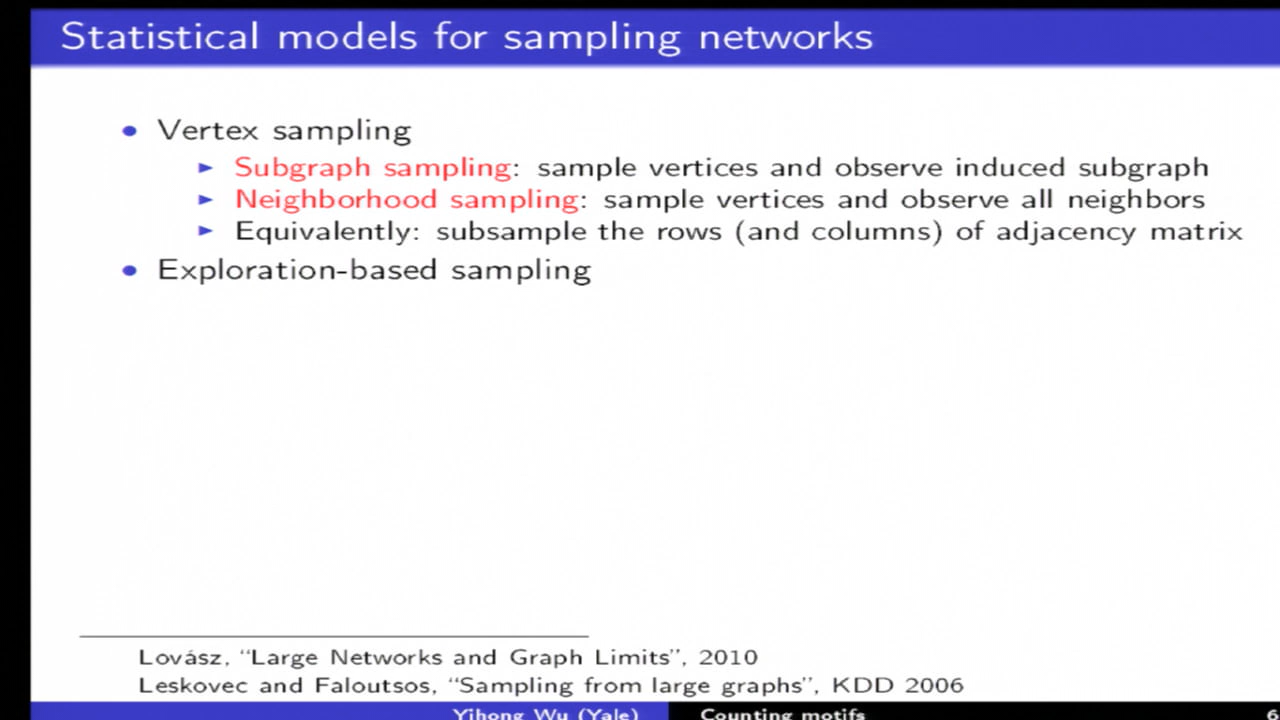 Statistical models for sampling networks
• Vertex sampling
► Subgraph sampling: sample vertices and observe induced subgraph
► Neighborhood sampling: sample vertices and observe all neighbors
► Equivalently: subsample the rows (and columns) of adjacency matrix
• Exploration-based sampling
Lovász, “Large Networks and Graph Limits”, 2010
Leskovec and Faloutsos, “Sampling from large graphs”, KDD 2006
Yihong Wu (Yale) Counting motifs 6